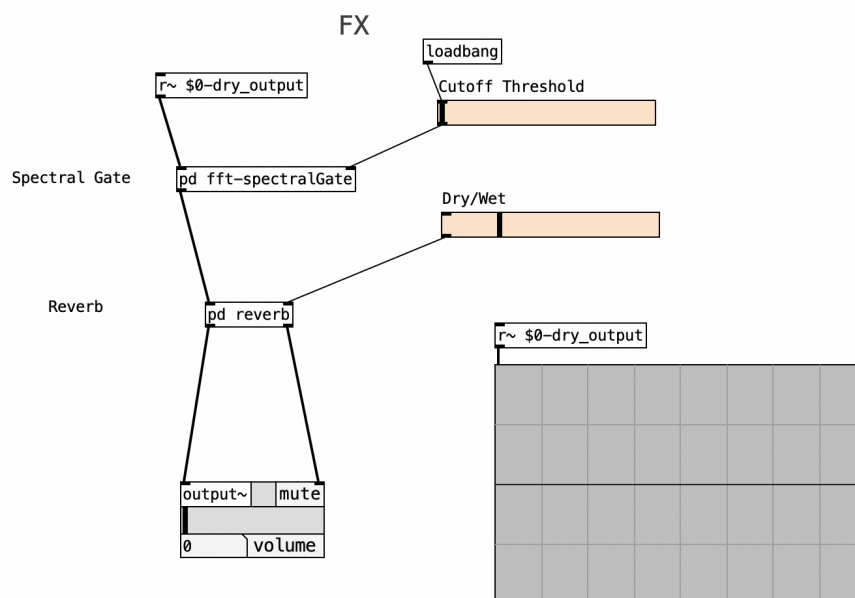 FX
loadbang
r~ $0-dry_output
Cutoff Threshold
Spectral Gate
pd fft-spectralGate
Dry/Wet
Reverb
pd reverb
r~ $0-dry_output
output~ mute
0 volume